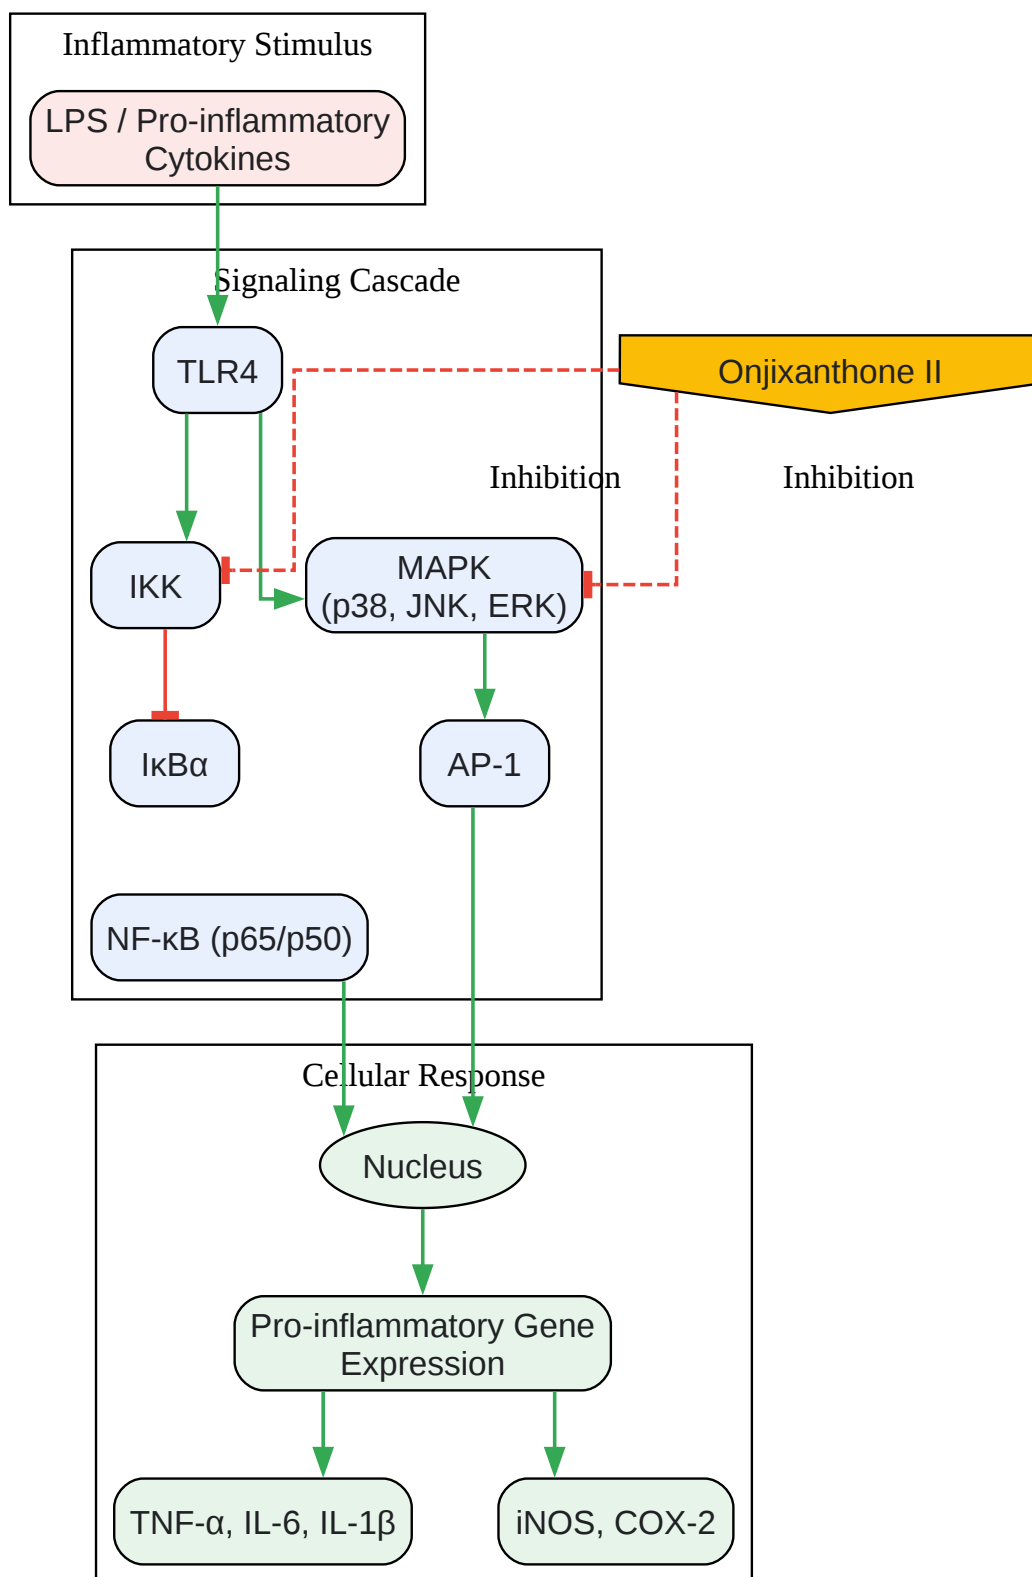 Inflammatory Stimulus
LPS / Pro-inflammatory
Cytokines
Signaling Cascade
TLR4
Onjixanthone II
Inhibition
Inhibition
IKK
MAPK
(p38, JNK, ERK)
IκBα
AP-1
NF-κB (p65/p50)
Cellular Response
Nucleus
Pro-inflammatory Gene
Expression
TNF-α, IL-6, IL-1β
iNOS, COX-2